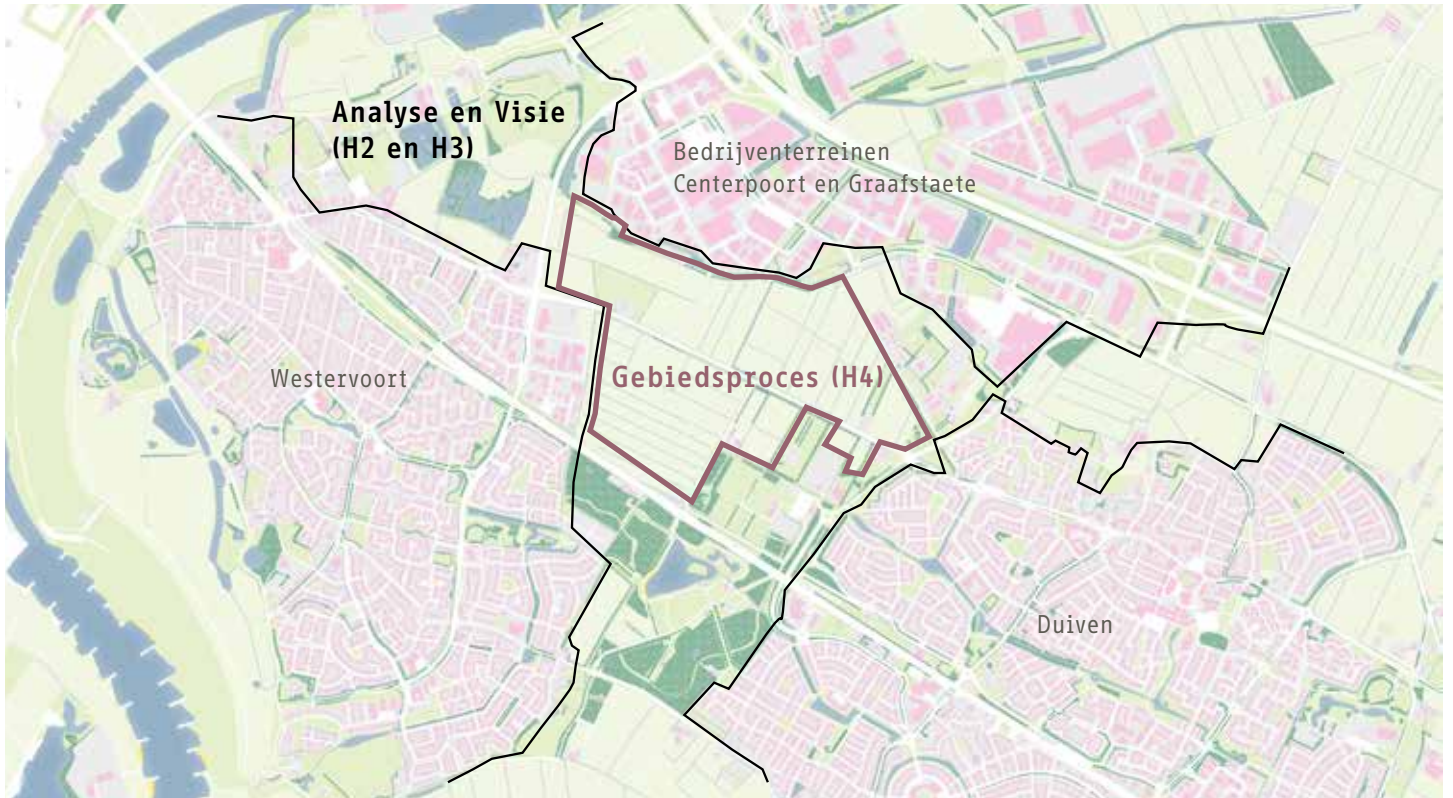 Analyse en Visie
(H2 en H3)
Bedrijventerreinen
Centerpoort en Graafstaete
Westervoort
Gebiedsproces (H4)
Duiven